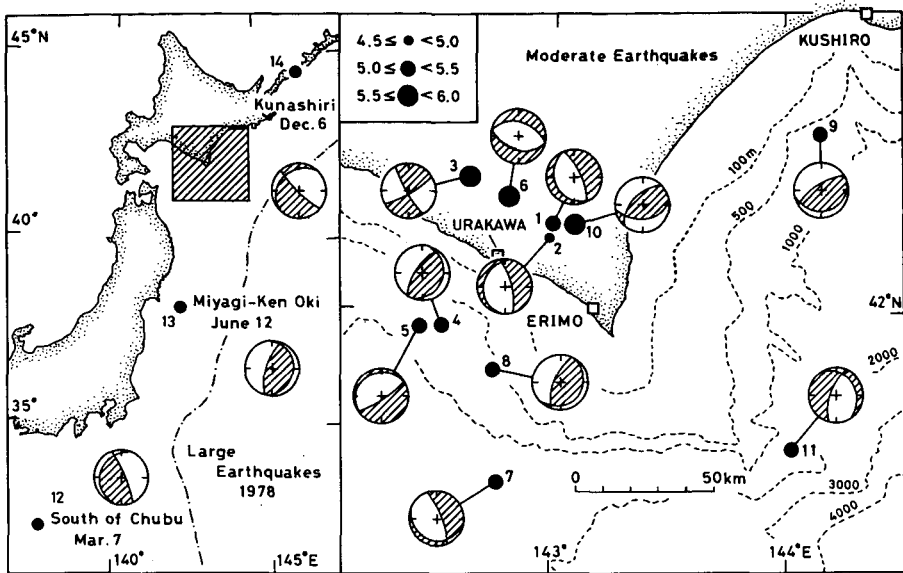 45°N
14
Kunashiri
Dec. 6
40°
13
Miyagi-Ken Oki
June 12
35°
Large
Earthquakes
1978
12
South of Chubu
Mar. 7
140°
145°E
4.5≤ <5.0
5.0≤ <5.5
5.5≤ <6.0
Moderate Earthquakes
KUSHIRO
9
100m
500
1000
3
6
1
10
2
URAKAWA
ERIMO
42°N
5
4
8
2000
11
7
0 50km
3000
4000
143°
144°E